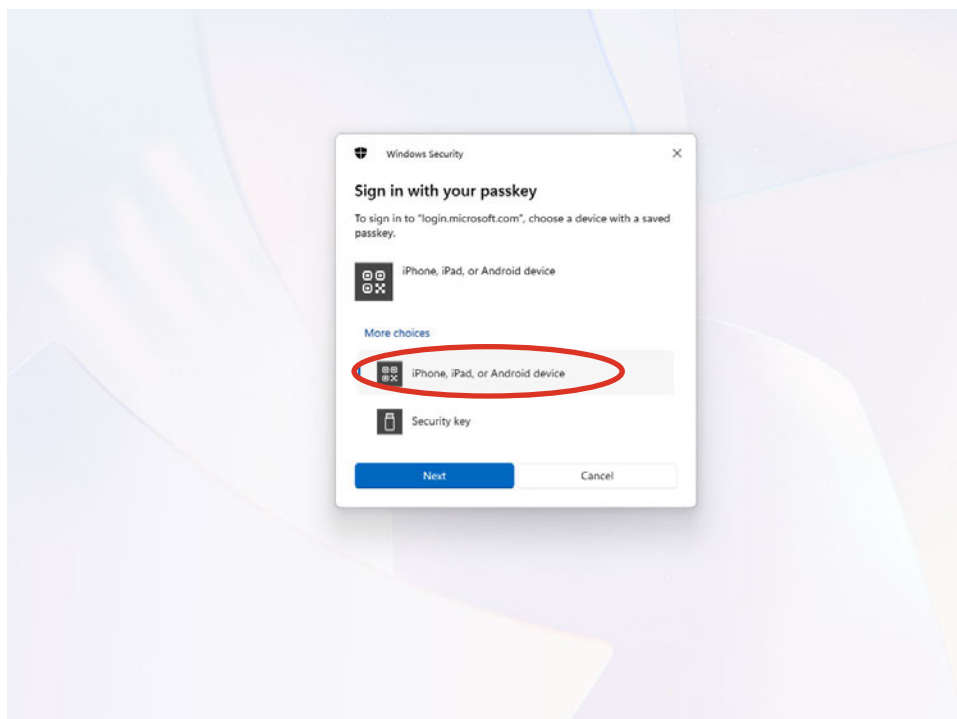 Windows Security
Sign in with your passkey
To sign in to "login.microsoft.com", choose a device with a saved
passkey.
iPhone, iPad, or Android device
More choices
iPhone, iPad, or Android device
Security key
Next
Cancel